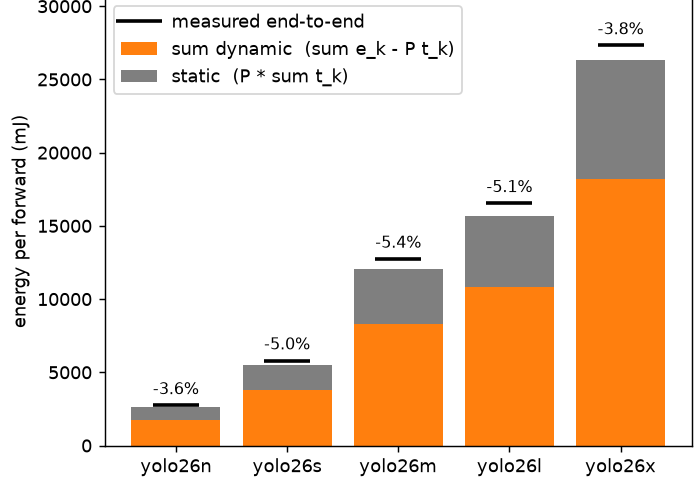 30000
25000
20000
15000
10000
5000
0
energy per forward (mJ)
measured end-to-end
sum dynamic  (sum e_k - P t_k)
static  (P * sum t_k)
-3.6%
-5.0%
-5.4%
-5.1%
-3.8%
yolo26n
yolo26s
yolo26m
yolo26l
yolo26x